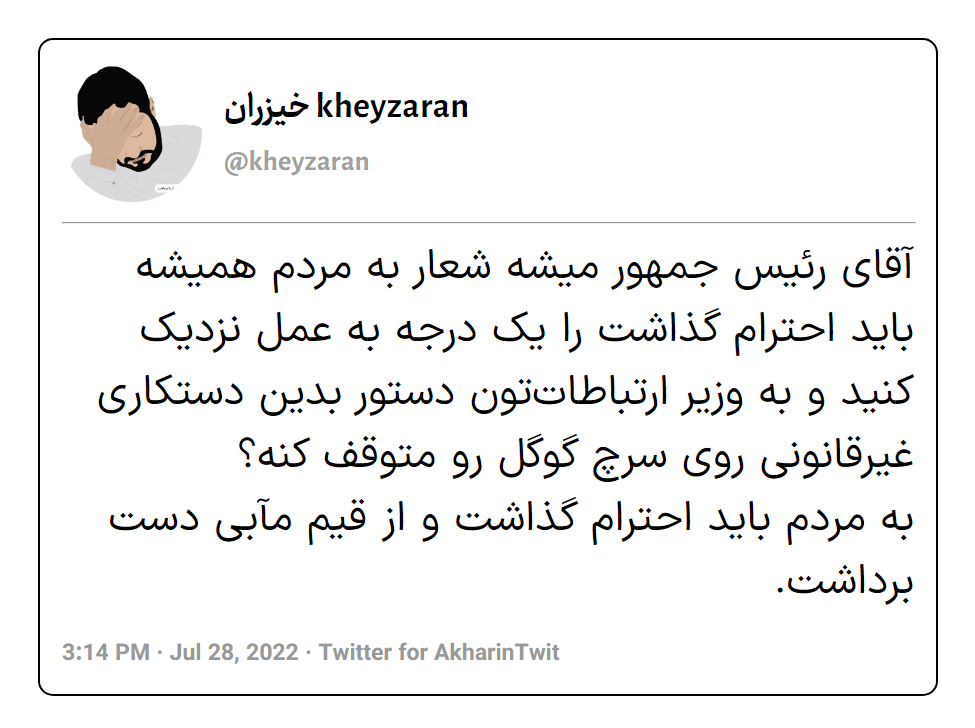 خیزران kheyzaran
@kheyzaran
آقای رئیس جمهور میشه شعار به مردم همیشه
باید احترام گذاشت را یک درجه به عمل نزدیک
کنید و به وزیر ارتباطات‌تون دستور بدین دستکاری
غیرقانونی روی سرچ گوگل رو متوقف کنه؟
به مردم باید احترام گذاشت و از قیم مآبی دست
برداشت.
3:14 PM · Jul 28, 2022 · Twitter for AkharinTwit